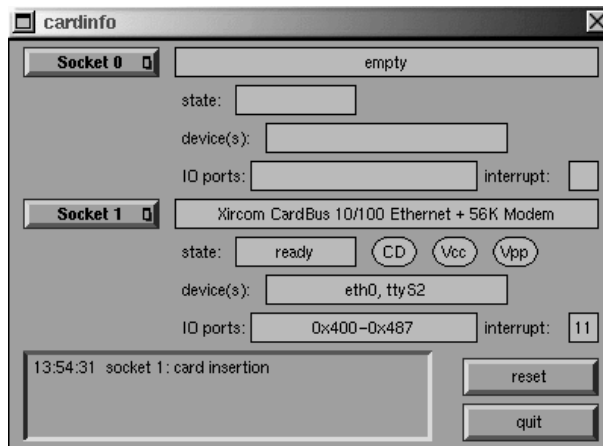 cardinfo
Socket 0 empty
state:
device(s):
IO ports: interrupt:
Socket 1 Xircom CardBus 10/100 Ethernet + 56K Modem
state: ready CD Vcc Vpp
device(s): eth0, ttyS2
IO ports: 0x400-0x487 interrupt: 11
13:54:31 socket 1: card insertion
reset
quit